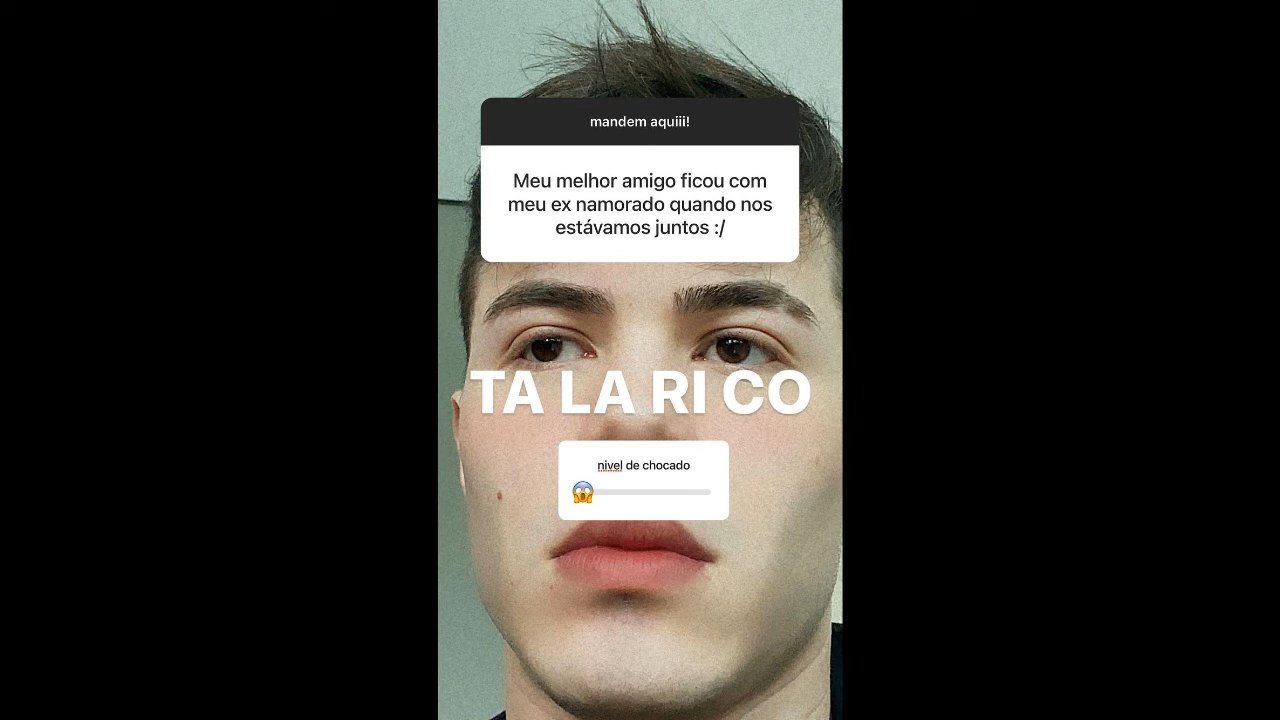 mandem aquiii!
Meu melhor amigo ficou com
meu ex namorado quando nos
estávamos juntos :/
TA LA RI CO
nivel de chocado